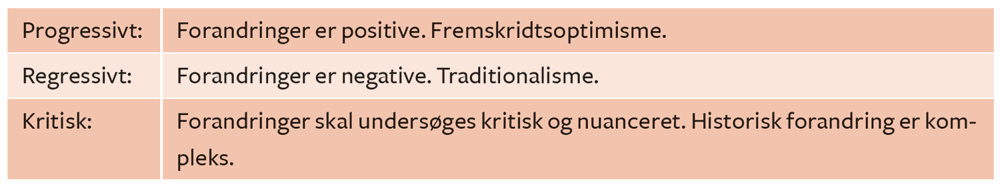 Progressivt: Forandringer er positive. Fremskridtsoptimisme.
Regressivt: Forandringer er negative. Traditionalisme.
Kritisk: Forandringer skal undersøges kritisk og nuanceret. Historisk forandring er kom-
pleks.